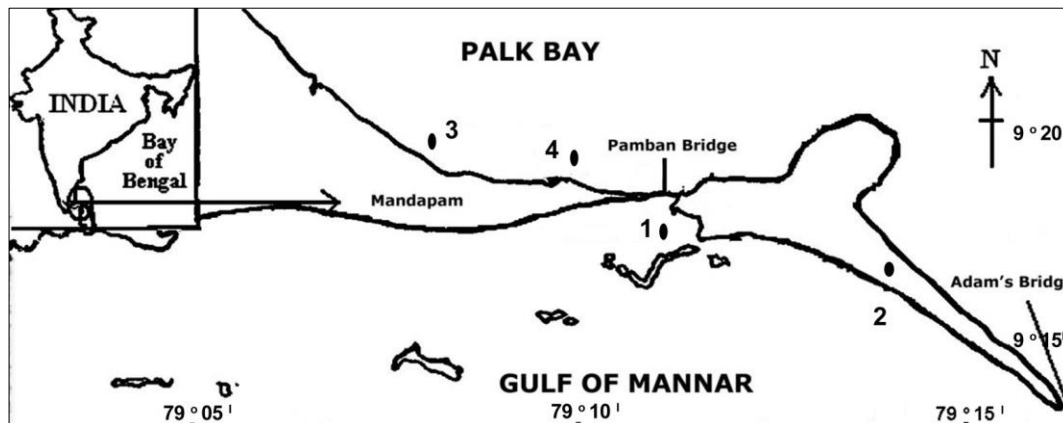 PALK BAY
N
INDIA
Bay
of
Bengal
3
4
Pamban Bridge
9 º 20
Mandapam
1
Adam's Bridg
2
9 º 15'
GULF OF MANNAR
79 º 05 '
79 º 10 '
79 º 15 '